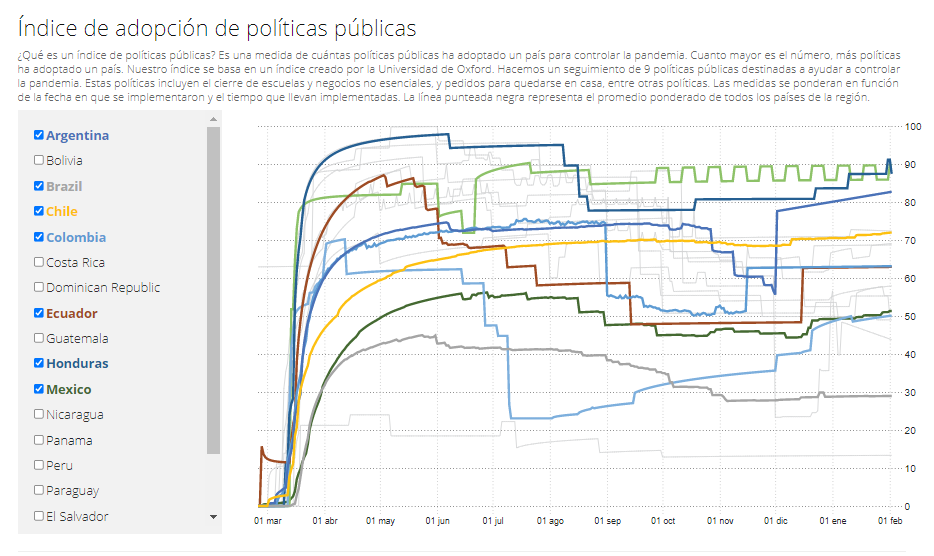 Índice de adopción de políticas públicas
¿Qué es un índice de políticas públicas? Es una medida de cuántas políticas públicas ha adoptado un país para controlar la pandemia. Cuanto mayor es el número, más políticas
ha adoptado un país. Nuestro índice se basa en un índice creado por la Universidad de Oxford. Hacemos un seguimiento de 9 políticas públicas destinadas a ayudar a controlar
la pandemia. Estas políticas incluyen el cierre de escuelas y negocios no esenciales, y pedidos para quedarse en casa, entre otras políticas. Las medidas se ponderan en función
de la fecha en que se implementaron y el tiempo que llevan implementadas. La línea punteada negra representa el promedio ponderado de todos los países de la región.
Argentina
Bolivia
Brazil
Chile
Colombia
Costa Rica
Dominican Republic
Ecuador
Guatemala
Honduras
Mexico
Nicaragua
Panama
Peru
Paraguay
El Salvador
100
90
80
70
60
50
40
30
20
10
0
01 mar 01 abr 01 may 01 jun 01 jul 01 ago 01 sep 01 oct 01 nov 01 dic 01 ene 01 feb